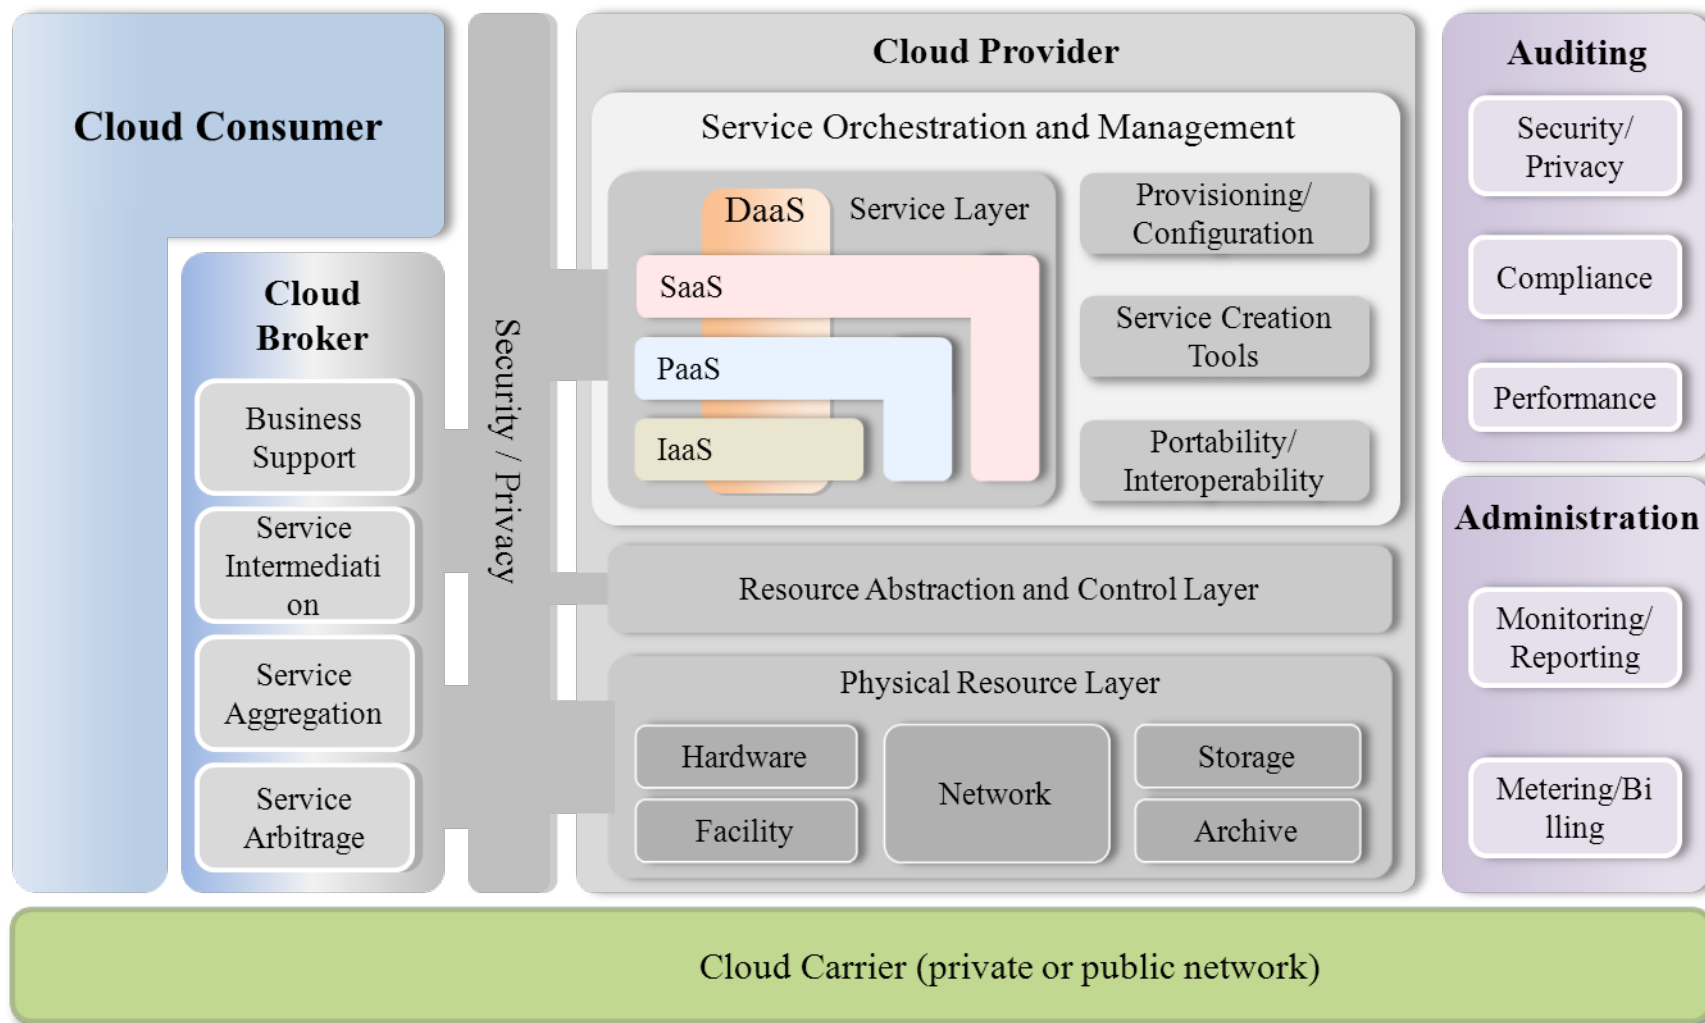 Cloud Consumer
Cloud
Broker
Business
Support
Service
Intermediati
on
Service
Aggregation
Service
Arbitrage
Security / Privacy
Cloud Provider
Service Orchestration and Management
DaaS
Service Layer
SaaS
PaaS
IaaS
Provisioning/
Configuration
Service Creation
Tools
Portability/
Interoperability
Resource Abstraction and Control Layer
Physical Resource Layer
Hardware
Facility
Network
Storage
Archive
Auditing
Security/
Privacy
Compliance
Performance
Administration
Monitoring/
Reporting
Metering/Bi
lling
Cloud Carrier (private or public network)